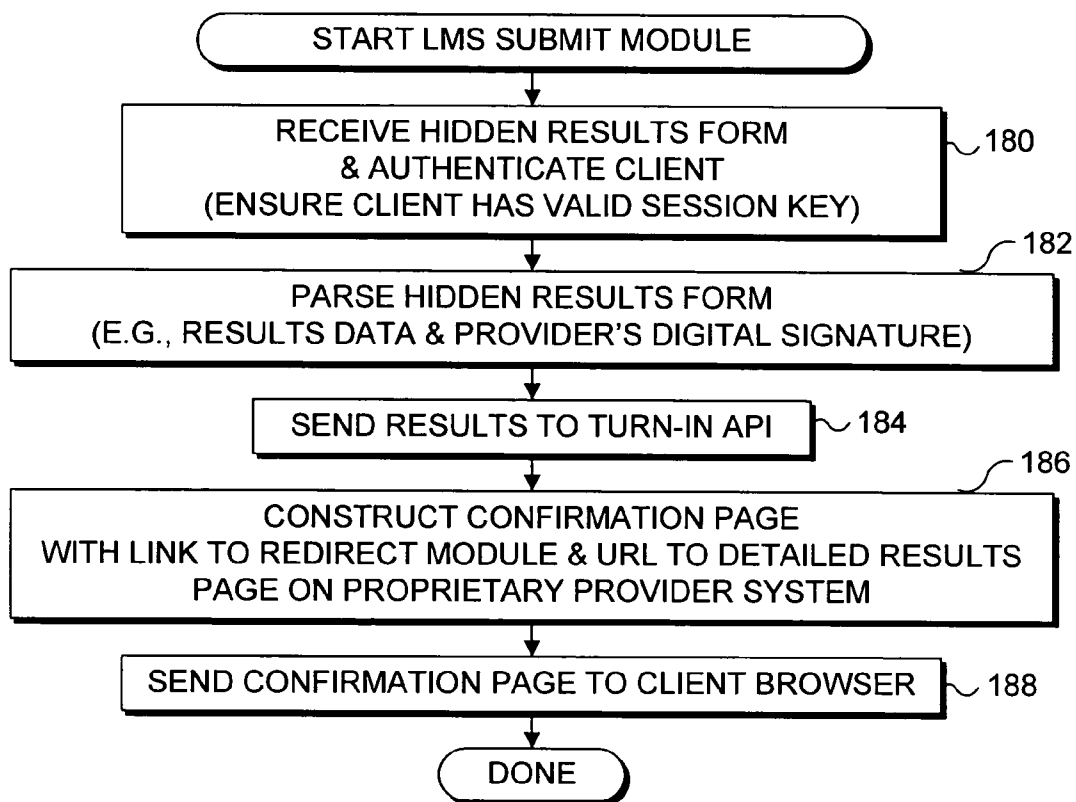 START LMS SUBMIT MODULE
RECEIVE HIDDEN RESULTS FORM
& AUTHENTICATE CLIENT
(ENSURE CLIENT HAS VALID SESSION KEY)
180
182
PARSE HIDDEN RESULTS FORM
(E.G., RESULTS DATA & PROVIDER'S DIGITAL SIGNATURE)
SEND RESULTS TO TURN-IN API
184
186
CONSTRUCT CONFIRMATION PAGE
WITH LINK TO REDIRECT MODULE & URL TO DETAILED RESULTS
PAGE ON PROPRIETARY PROVIDER SYSTEM
SEND CONFIRMATION PAGE TO CLIENT BROWSER
188
DONE